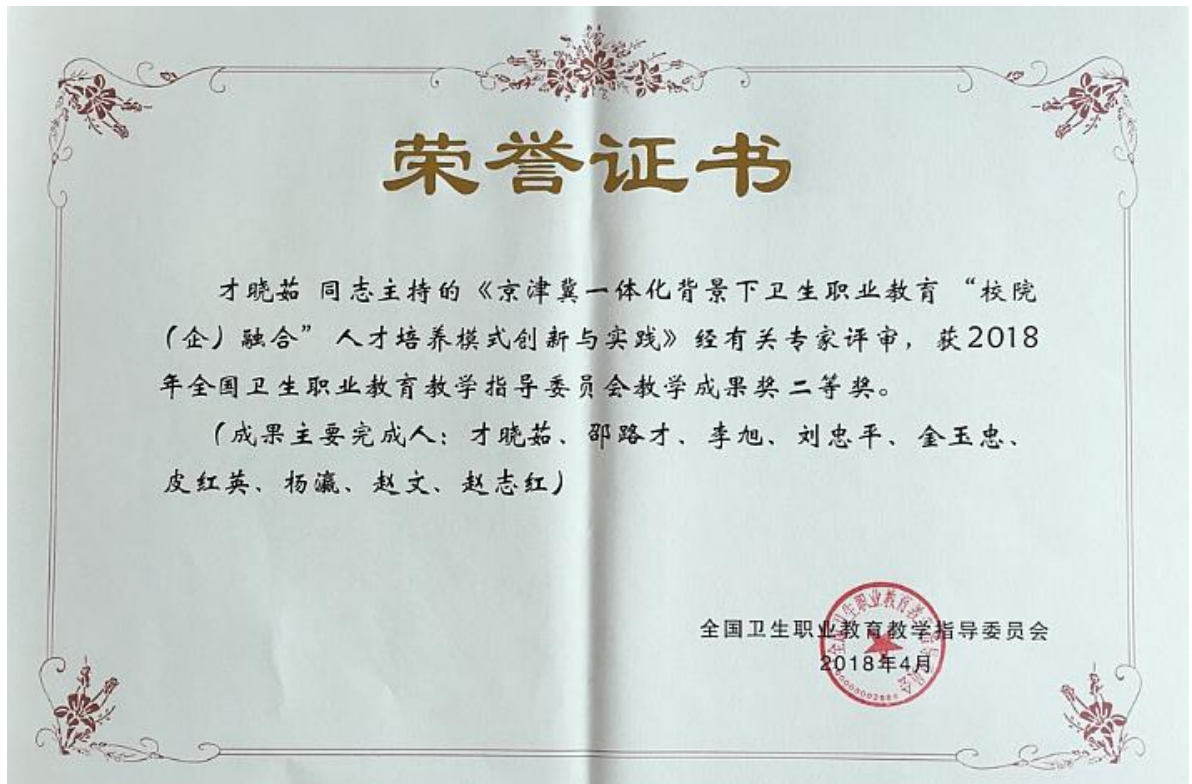 荣誉证书
才晓茹 同志主持的《京津冀一体化背景下卫生职业教育“校院
（企）融合”人才培养模式创新与实践》经有关专家评审，获2018
年全国卫生职业教育教学指导委员会教学成果奖二等奖。
（成果主要完成人：才晓茹、邵路才、李旭、刘忠平、金玉忠、
皮红英、杨瀛、赵文、赵志红）
全国卫生职业教育教学指导委员会
2018年4月